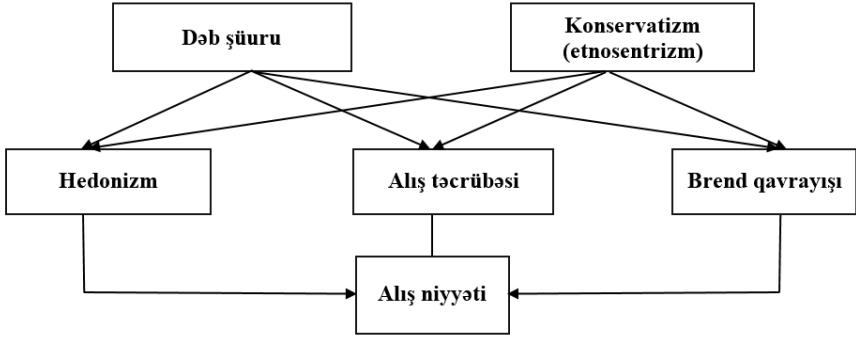 Dəb şüuru
Konservatizm
(etnosentrizm)
Hedonizm
Alış təcrübəsi
Brend qavrayışı
Alış niyyəti